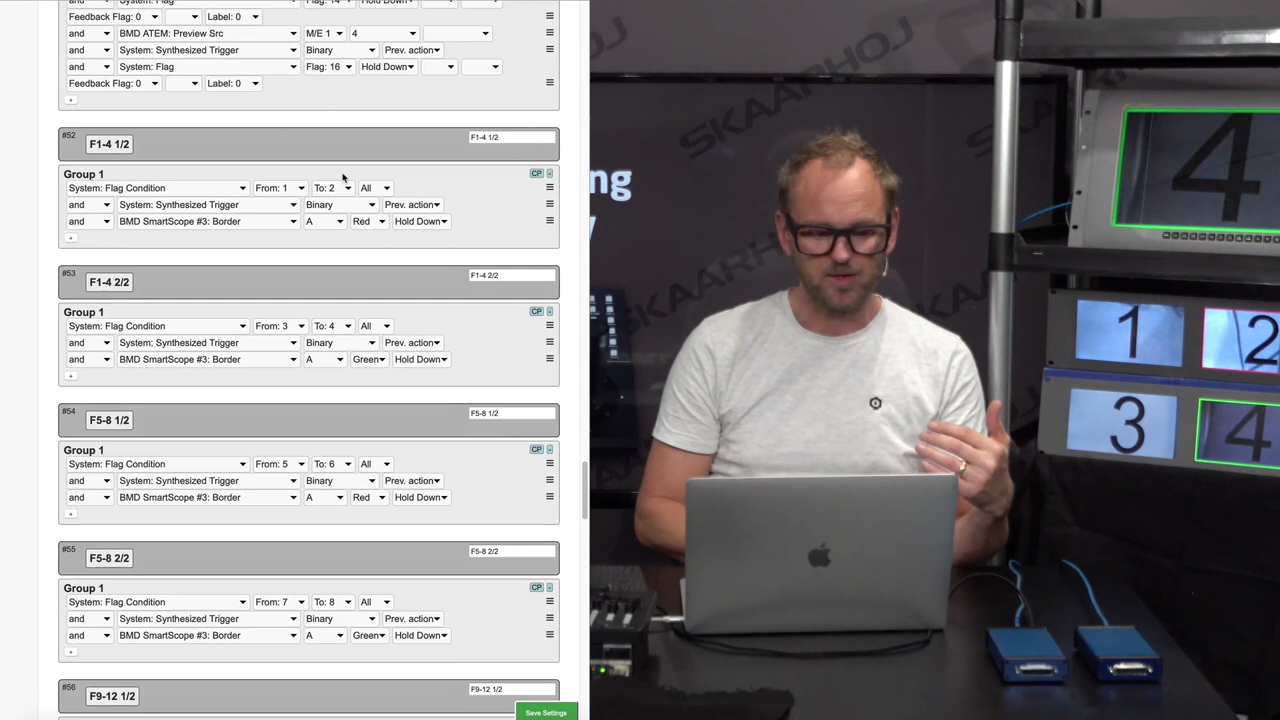 System: Flag Flag: 14 Hold Down
Feedback Flag: 0 Label: 0
and BMD ATEM: Preview Src M/E 1 4
and System: Synthesized Trigger Binary Prev. action
and System: Flag Flag: 16 Hold Down
Feedback Flag: 0 Label: 0
+
#52 F1-4 1/2 F1-4 1/2
Group 1 CP -
System: Flag Condition From: 1 To: 2 All
and System: Synthesized Trigger Binary Prev. action
and BMD SmartScope #3: Border A Red Hold Down
+
#53 F1-4 2/2 F1-4 2/2
Group 1 CP -
System: Flag Condition From: 3 To: 4 All
and System: Synthesized Trigger Binary Prev. action
and BMD SmartScope #3: Border A Green Hold Down
+
#54 F5-8 1/2 F5-8 1/2
Group 1 CP -
System: Flag Condition From: 5 To: 6 All
and System: Synthesized Trigger Binary Prev. action
and BMD SmartScope #3: Border A Red Hold Down
+
#55 F5-8 2/2 F5-8 2/2
Group 1 CP -
System: Flag Condition From: 7 To: 8 All
and System: Synthesized Trigger Binary Prev. action
and BMD SmartScope #3: Border A Green Hold Down
+
#56 F9-12 1/2 F9-12 1/2
Save Settings
SKAARHOJ
SKAARHOJ
ng
4
1 2
3 4